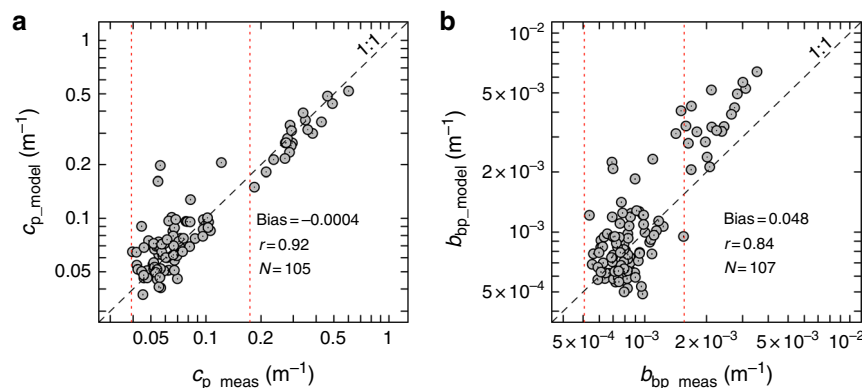 a
1
0.5
0.2
0.1
0.05
c_p_model (m⁻¹)
1:1
Bias=−0.0004
r=0.92
N=105
0.05 0.1 0.2 0.5 1
c_p_meas (m⁻¹)
b
10⁻²
5×10⁻³
2×10⁻³
10⁻³
5×10⁻⁴
b_bp_model (m⁻¹)
1:1
Bias=0.048
r=0.84
N=107
5×10⁻⁴ 10⁻³ 2×10⁻³ 5×10⁻³ 10⁻²
b_bp_meas (m⁻¹)